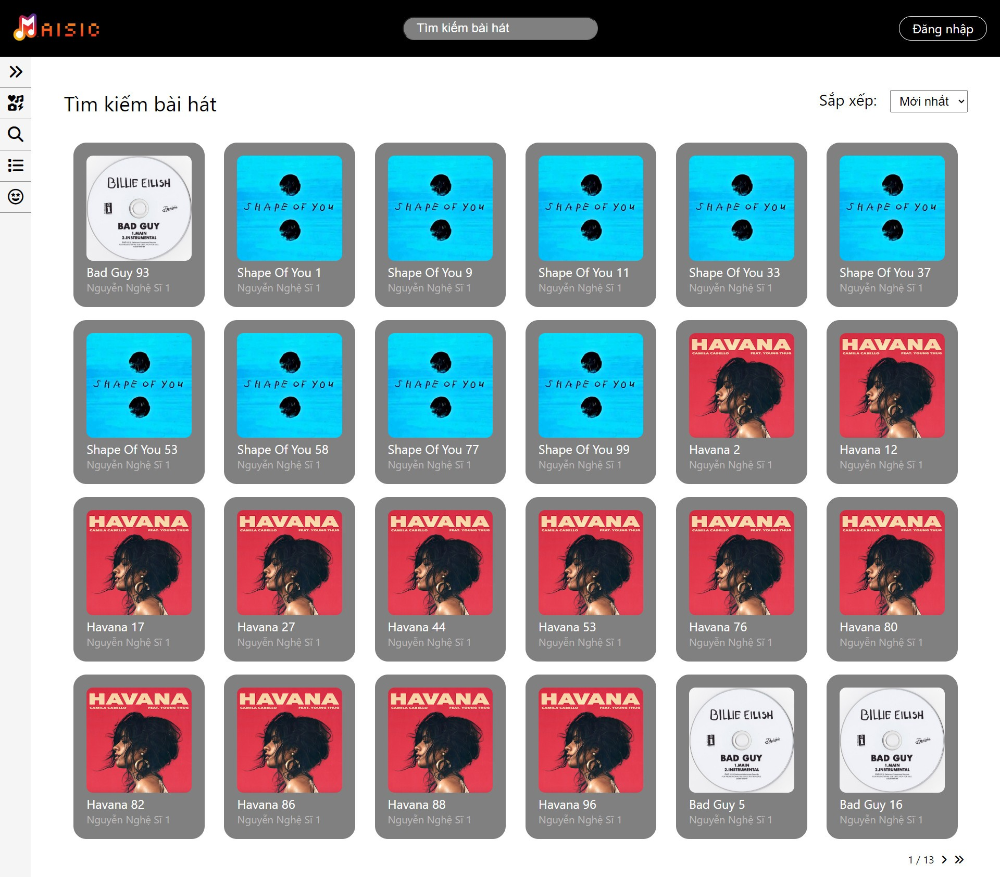 MAISIC
Tìm kiếm bài hát
Đăng nhập
Tìm kiếm bài hát
Sắp xếp:
Mới nhất
BILLIE EILISH
BAD GUY
1.MAIN
2.INSTRUMENTAL
SHAPE OF YOU
SHAPE OF YOU
SHAPE OF YOU
SHAPE OF YOU
SHAPE OF YOU
Bad Guy 93
Nguyễn Nghệ Sĩ 1
Shape Of You 1
Nguyễn Nghệ Sĩ 1
Shape Of You 9
Nguyễn Nghệ Sĩ 1
Shape Of You 11
Nguyễn Nghệ Sĩ 1
Shape Of You 33
Nguyễn Nghệ Sĩ 1
Shape Of You 37
Nguyễn Nghệ Sĩ 1
SHAPE OF YOU
SHAPE OF YOU
SHAPE OF YOU
SHAPE OF YOU
HAVANA
CAMILA CABELLO FEAT. YOUNG THUG
HAVANA
CAMILA CABELLO FEAT. YOUNG THUG
Shape Of You 53
Nguyễn Nghệ Sĩ 1
Shape Of You 58
Nguyễn Nghệ Sĩ 1
Shape Of You 77
Nguyễn Nghệ Sĩ 1
Shape Of You 99
Nguyễn Nghệ Sĩ 1
Havana 2
Nguyễn Nghệ Sĩ 1
Havana 12
Nguyễn Nghệ Sĩ 1
HAVANA
CAMILA CABELLO FEAT. YOUNG THUG
HAVANA
CAMILA CABELLO FEAT. YOUNG THUG
HAVANA
CAMILA CABELLO FEAT. YOUNG THUG
HAVANA
CAMILA CABELLO FEAT. YOUNG THUG
HAVANA
CAMILA CABELLO FEAT. YOUNG THUG
HAVANA
CAMILA CABELLO FEAT. YOUNG THUG
Havana 17
Nguyễn Nghệ Sĩ 1
Havana 27
Nguyễn Nghệ Sĩ 1
Havana 44
Nguyễn Nghệ Sĩ 1
Havana 53
Nguyễn Nghệ Sĩ 1
Havana 76
Nguyễn Nghệ Sĩ 1
Havana 80
Nguyễn Nghệ Sĩ 1
HAVANA
CAMILA CABELLO FEAT. YOUNG THUG
HAVANA
CAMILA CABELLO FEAT. YOUNG THUG
HAVANA
CAMILA CABELLO FEAT. YOUNG THUG
HAVANA
CAMILA CABELLO FEAT. YOUNG THUG
BILLIE EILISH
BAD GUY
1.MAIN
2.INSTRUMENTAL
BILLIE EILISH
BAD GUY
1.MAIN
2.INSTRUMENTAL
Havana 82
Nguyễn Nghệ Sĩ 1
Havana 86
Nguyễn Nghệ Sĩ 1
Havana 88
Nguyễn Nghệ Sĩ 1
Havana 96
Nguyễn Nghệ Sĩ 1
Bad Guy 5
Nguyễn Nghệ Sĩ 1
Bad Guy 16
Nguyễn Nghệ Sĩ 1
1 / 13